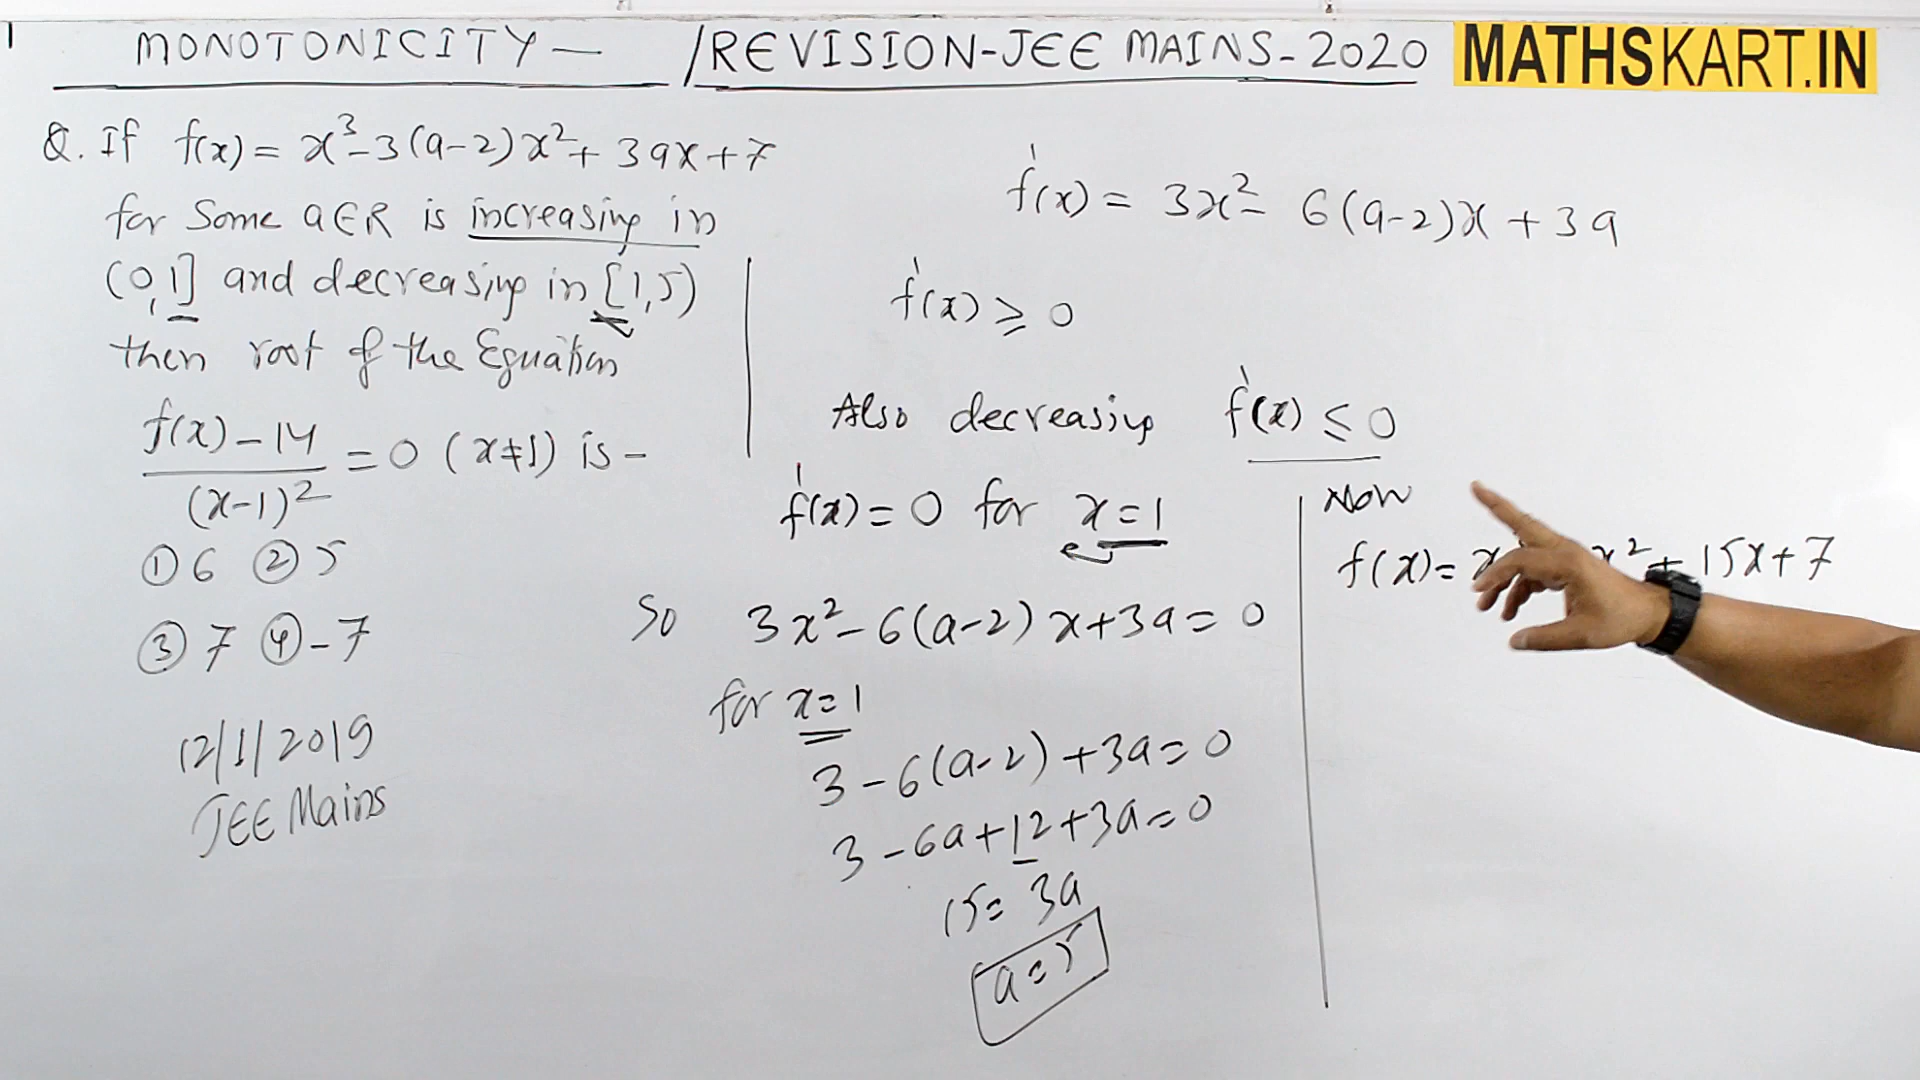 MONOTONICITY — / REVISION-JEE MAINS-2020
MATHSKART.IN
Q. If f(x) = x³-3(a-2)x²+3ax+7
for some a∈R is increasing in
(0,1] and decreasing in [1,5)
then root of the Equation
f(x)-14 / (x-1)² = 0 (x≠1) is -
① 6 ② 5
③ 7 ④ -7
12/1/2019
JEE Mains
f'(x) = 3x²- 6(a-2)x + 3a
f'(x) ≥ 0
Also decreasing f'(x) ≤ 0
f'(x) = 0 for x=1
So 3x²-6(a-2)x+3a=0
for x=1
3-6(a-2)+3a=0
3-6a+12+3a=0
15=3a
a=5
Now
f(x)= x² + 15x+7